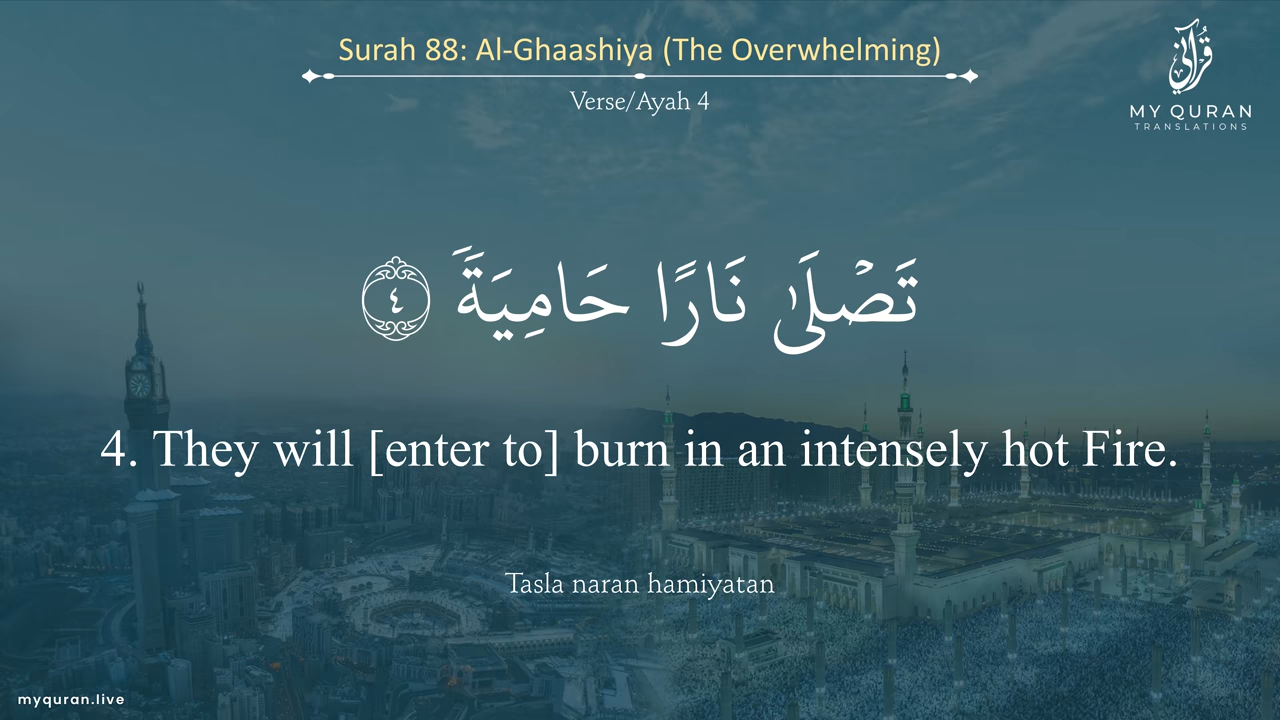 Surah 88: Al-Ghaashiya (The Overwhelming)
Verse/Ayah 4
قرآني
MY QURAN
TRANSLATIONS
تَصْلَىٰ نَارًا حَامِيَةً ٤
4. They will [enter to] burn in an intensely hot Fire.
Tasla naran hamiyatan
myquran.live